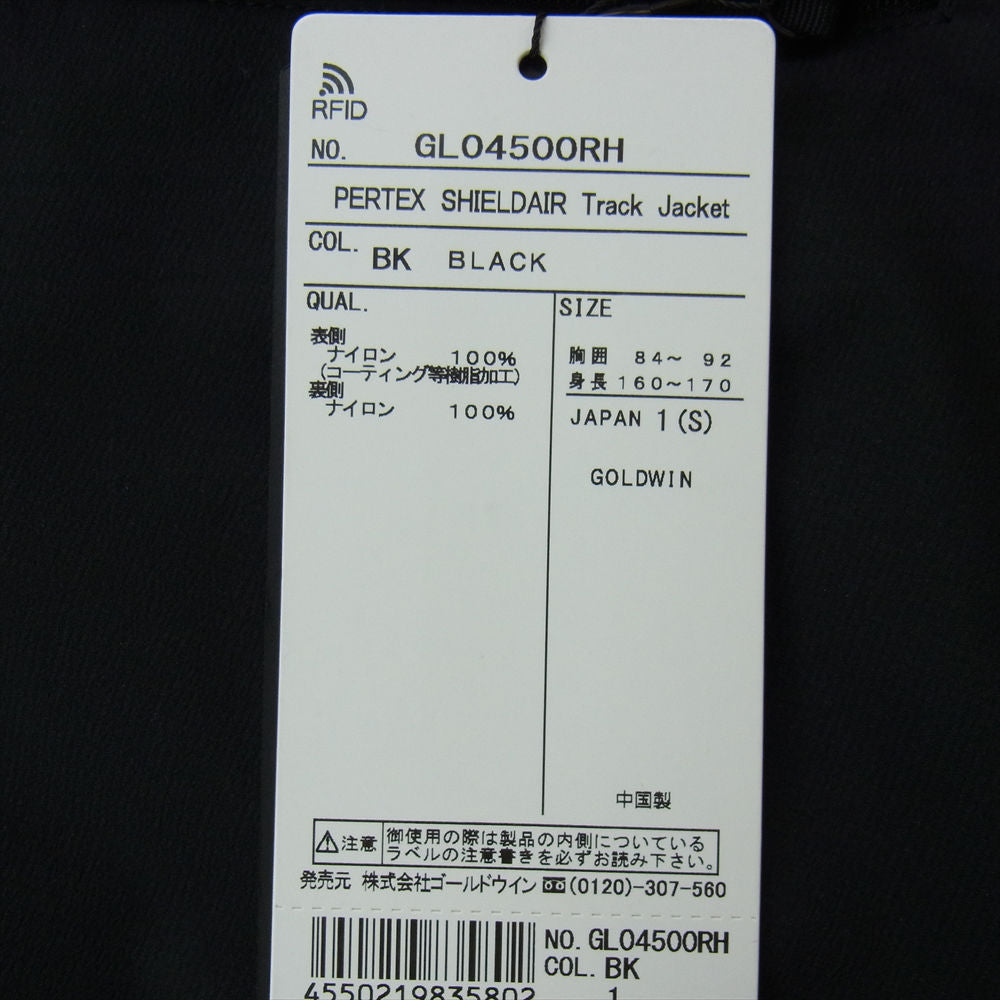 RFID
NO. GL04500RH
PERTEX SHIELDAIR Track Jacket
COL. BK BLACK
QUAL.
表側
ナイロン 100%
(コーティング等樹脂加工)
裏側
ナイロン 100%
SIZE
胸囲 84～ 92
身長 160～170
JAPAN 1(S)
GOLDWIN
中国製
注意
御使用の際は製品の内側についている
ラベルの注意書きを必ずお読み下さい。
発売元 株式会社ゴールドウイン (0120)-307-560
4550219835802
NO. GL04500RH
COL. BK
1